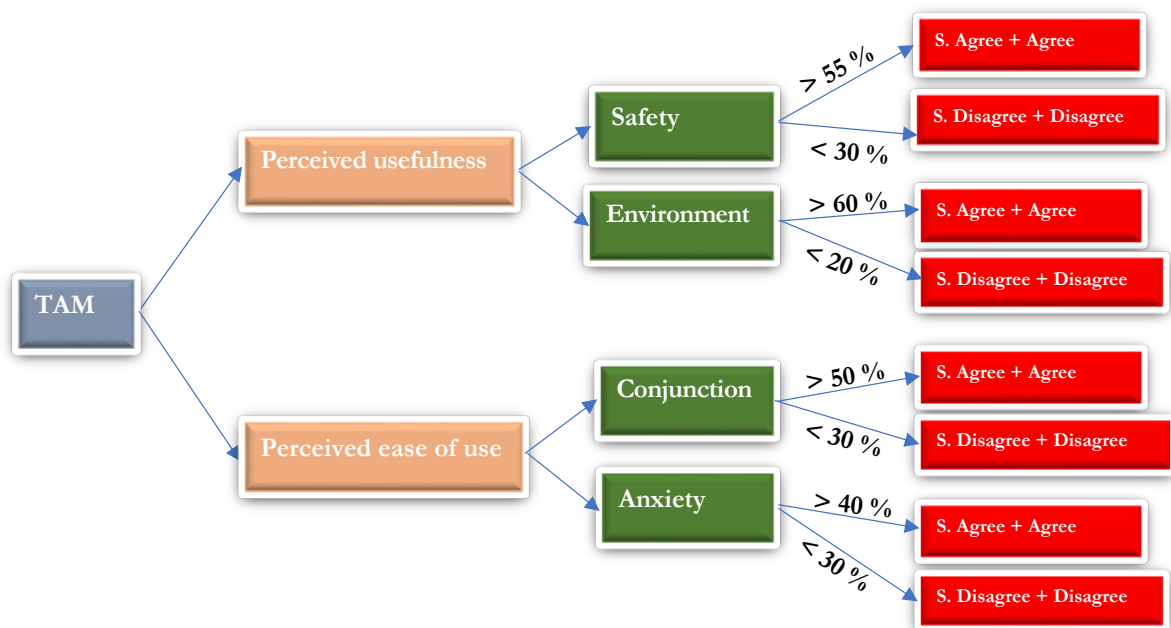 TAM
Perceived usefulness
Safety
> 55 %
S. Agree + Agree
< 30 %
S. Disagree + Disagree
Environment
> 60 %
S. Agree + Agree
< 20 %
S. Disagree + Disagree
Perceived ease of use
Conjunction
> 50 %
S. Agree + Agree
< 30 %
S. Disagree + Disagree
Anxiety
> 40 %
S. Agree + Agree
< 30 %
S. Disagree + Disagree